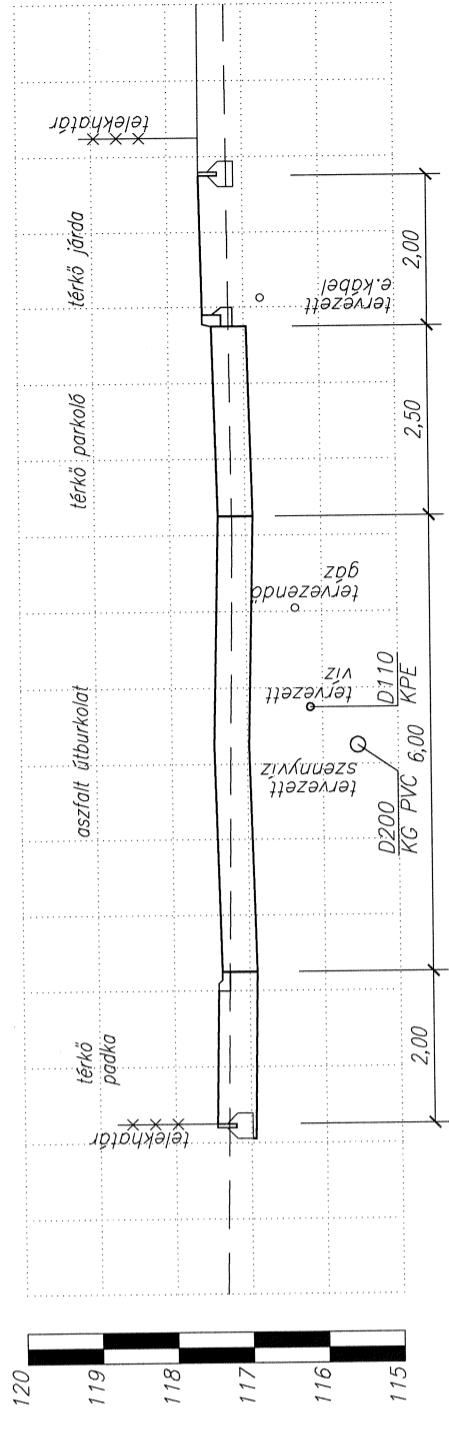 120
119
118
117
116
115
telekhatár
térkő
padka
aszfalt útburkolat
térkő parkoló
térkő járda
telekhatár
tervezett
szennyvíz
tervezett
víz
tervezendő
gáz
tervezett
e.kábel
D200
KG PVC
D110
KPE
2,00
6,00
2,50
2,00